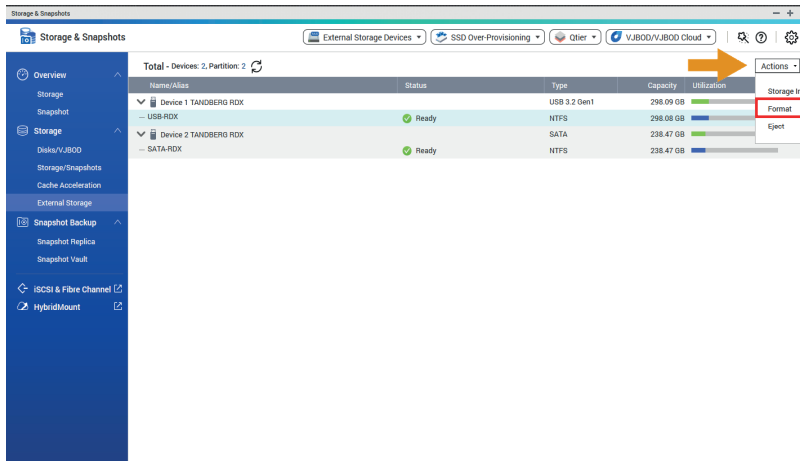 Storage & Snapshots
Storage & Snapshots
External Storage Devices
SSD Over-Provisioning
Qtier
VJBOD/VJBOD Cloud
Overview
Storage
Snapshot
Storage
Disks/VJBOD
Storage/Snapshots
Cache Acceleration
External Storage
Snapshot Backup
Snapshot Replica
Snapshot Vault
iSCSI & Fibre Channel
HybridMount
Total - Devices: 2, Partition: 2
Actions
Name/Alias Status Type Capacity Utilization
Device 1 TANDBERG RDX USB 3.2 Gen1 298.09 GB
-- USB-RDX Ready NTFS 298.08 GB
Device 2 TANDBERG RDX SATA 238.47 GB
-- SATA-RDX Ready NTFS 238.47 GB
Storage
Format
Eject